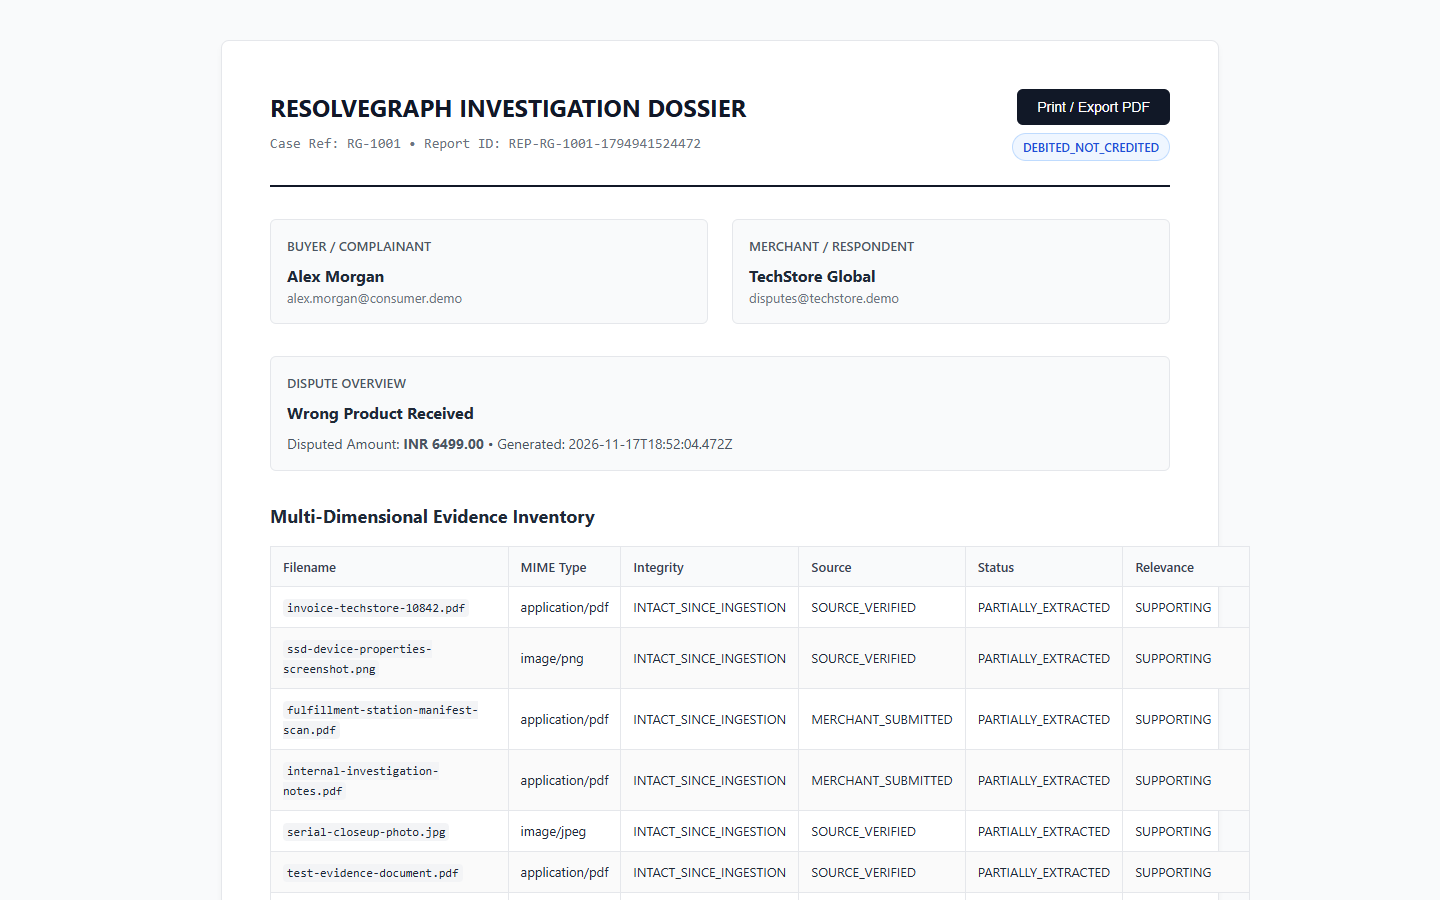 RESOLVEGRAPH INVESTIGATION DOSSIER
Print / Export PDF
Case Ref: RG-1001 • Report ID: REP-RG-1001-1794941524472
DEBITED_NOT_CREDITED
BUYER / COMPLAINANT
Alex Morgan
alex.morgan@consumer.demo
MERCHANT / RESPONDENT
TechStore Global
disputes@techstore.demo
DISPUTE OVERVIEW
Wrong Product Received
Disputed Amount: INR 6499.00 • Generated: 2026-11-17T18:52:04.472Z
Multi-Dimensional Evidence Inventory
Filename MIME Type Integrity Source Status Relevance
invoice-techstore-10842.pdf application/pdf INTACT_SINCE_INGESTION SOURCE_VERIFIED PARTIALLY_EXTRACTED SUPPORTING
ssd-device-properties-
screenshot.png image/png INTACT_SINCE_INGESTION SOURCE_VERIFIED PARTIALLY_EXTRACTED SUPPORTING
fulfillment-station-manifest-
scan.pdf application/pdf INTACT_SINCE_INGESTION MERCHANT_SUBMITTED PARTIALLY_EXTRACTED SUPPORTING
internal-investigation-
notes.pdf application/pdf INTACT_SINCE_INGESTION MERCHANT_SUBMITTED PARTIALLY_EXTRACTED SUPPORTING
serial-closeup-photo.jpg image/jpeg INTACT_SINCE_INGESTION SOURCE_VERIFIED PARTIALLY_EXTRACTED SUPPORTING
test-evidence-document.pdf application/pdf INTACT_SINCE_INGESTION SOURCE_VERIFIED PARTIALLY_EXTRACTED SUPPORTING